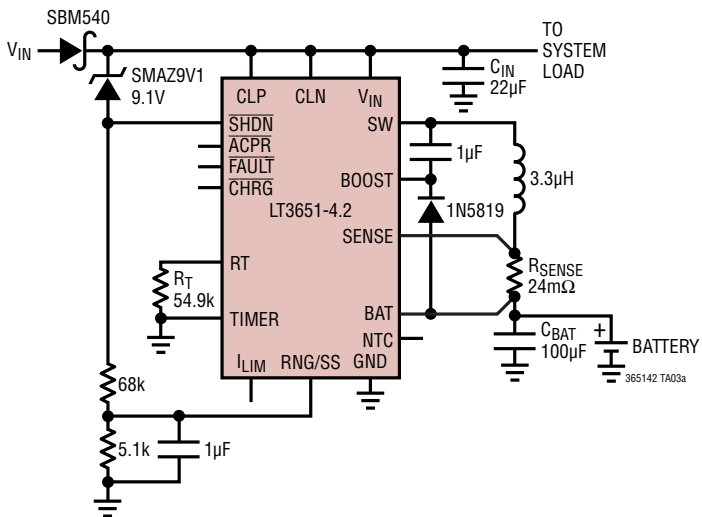 SBM540
VIN
TO
SYSTEM
LOAD
SMAZ9V1
9.1V
CIN
22µF
CLP
CLN
VIN
SHDN
SW
ACPR
FAULT
CHRG
1µF
3.3µH
BOOST
LT3651-4.2
1N5819
SENSE
RT
RT
54.9k
RSENSE
24mΩ
BAT
TIMER
NTC
CBAT
100µF
+
BATTERY
ILIM
RNG/SS
GND
365142 TA03a
68k
5.1k
1µF